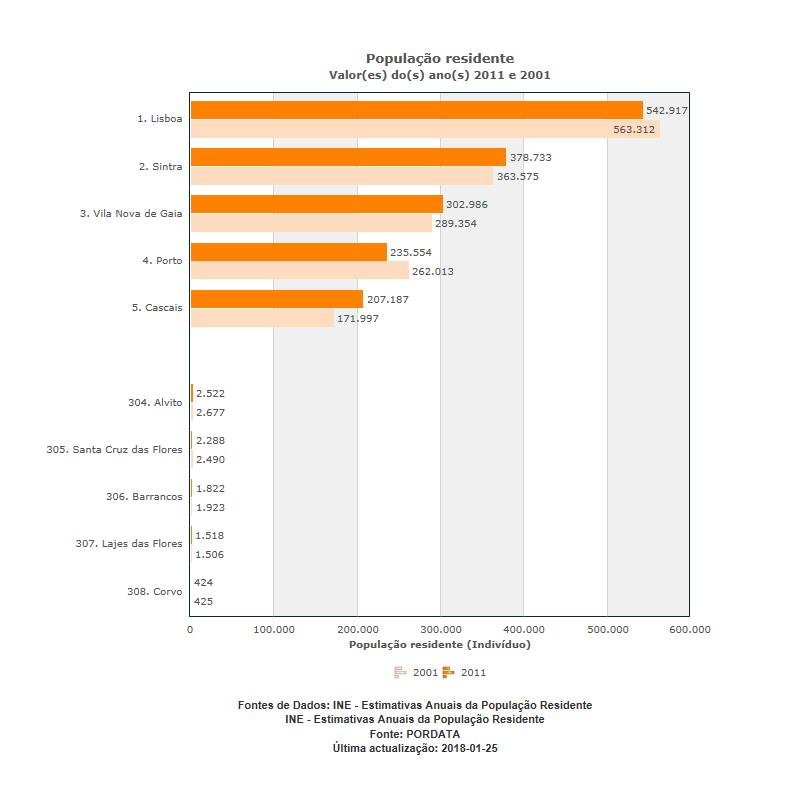 População residente
Valor(es) do(s) ano(s) 2011 e 2001
1. Lisboa
542.917
563.312
2. Sintra
378.733
363.575
3. Vila Nova de Gaia
302.986
289.354
4. Porto
235.554
262.013
5. Cascais
207.187
171.997
304. Alvito
2.522
2.677
305. Santa Cruz das Flores
2.288
2.490
306. Barrancos
1.822
1.923
307. Lajes das Flores
1.518
1.506
308. Corvo
424
425
0 100.000 200.000 300.000 400.000 500.000 600.000
População residente (Indivíduo)
2001 2011
Fontes de Dados: INE - Estimativas Anuais da População Residente
INE - Estimativas Anuais da População Residente
Fonte: PORDATA
Última actualização: 2018-01-25